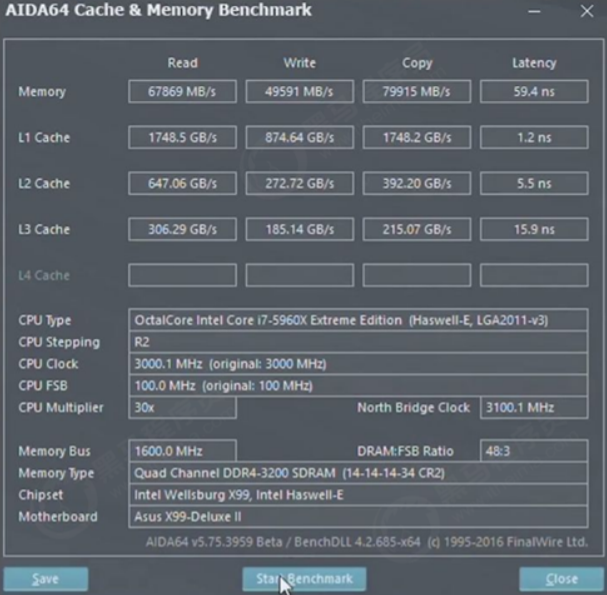 AIDA64 Cache & Memory Benchmark
Read Write Copy Latency
Memory 67869 MB/s 49591 MB/s 79915 MB/s 59.4 ns
L1 Cache 1748.5 GB/s 874.64 GB/s 1748.2 GB/s 1.2 ns
L2 Cache 647.06 GB/s 272.72 GB/s 392.20 GB/s 5.5 ns
L3 Cache 306.29 GB/s 185.14 GB/s 215.07 GB/s 15.9 ns
L4 Cache
CPU Type OctalCore Intel Core i7-5960X Extreme Edition (Haswell-E, LGA2011-v3)
CPU Stepping R2
CPU Clock 3000.1 MHz (original: 3000 MHz)
CPU FSB 100.0 MHz (original: 100 MHz)
CPU Multiplier 30x North Bridge Clock 3100.1 MHz
Memory Bus 1600.0 MHz DRAM:FSB Ratio 48:3
Memory Type Quad Channel DDR4-3200 SDRAM (14-14-14-34 CR2)
Chipset Intel Wellsburg X99, Intel Haswell-E
Motherboard Asus X99-Deluxe II
AIDA64 v5.75.3959 Beta / BenchDLL 4.2.685-x64 (c) 1995-2016 FinalWire Ltd.
Save Start Benchmark Close